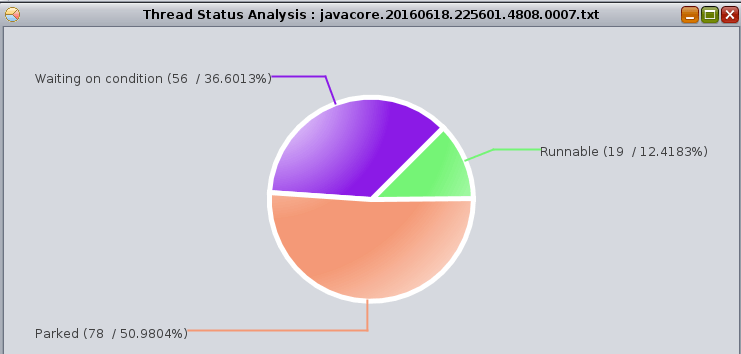 Thread Status Analysis : javacore.20160618.225601.4808.0007.txt
Waiting on condition (56  / 36.6013%)
Runnable (19  / 12.4183%)
Parked (78  / 50.9804%)